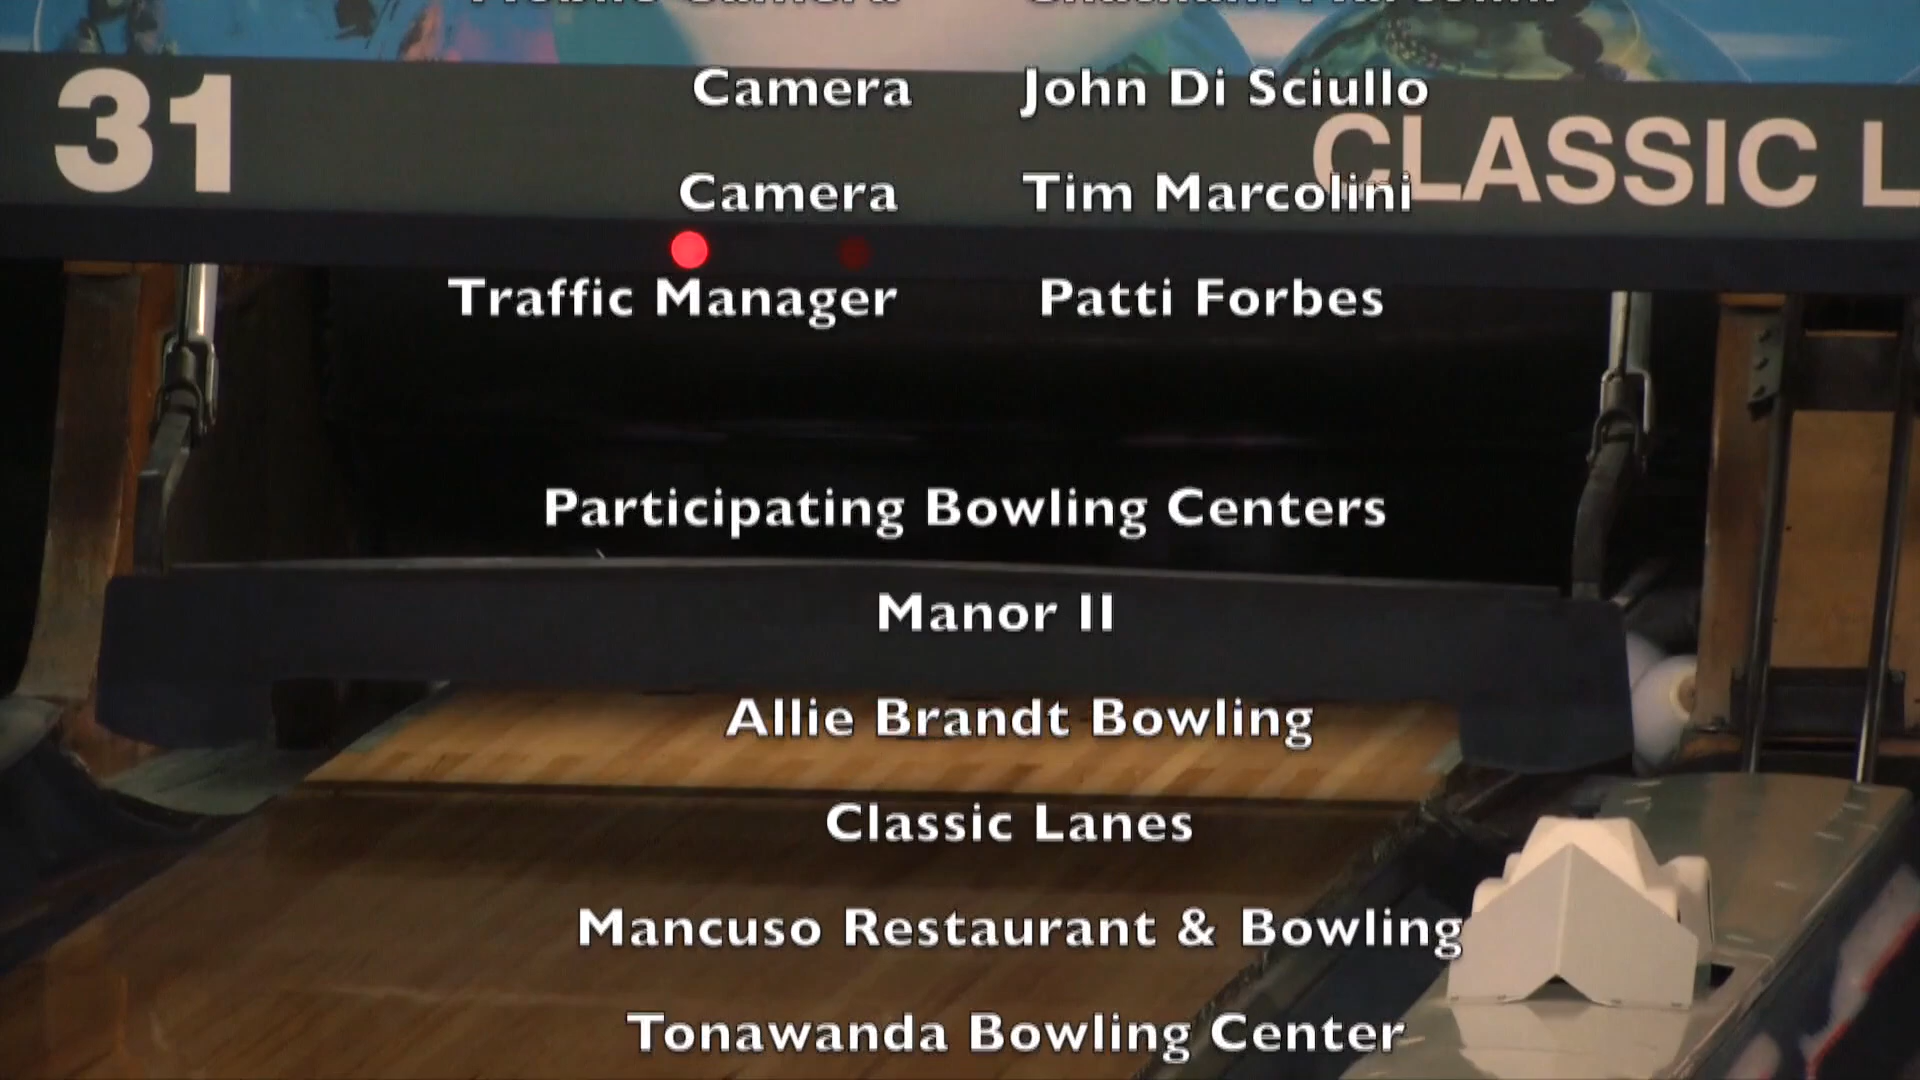 Camera John Di Sciullo
31 CLASSIC L
Camera Tim Marcolini
Traffic Manager Patti Forbes
Participating Bowling Centers
Manor II
Allie Brandt Bowling
Classic Lanes
Mancuso Restaurant & Bowling
Tonawanda Bowling Center